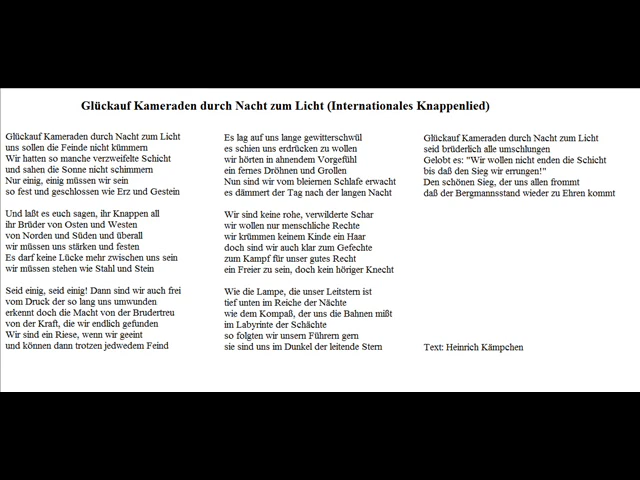 Glückauf Kameraden durch Nacht zum Licht (Internationales Knappenlied)
Glückauf Kameraden durch Nacht zum Licht
uns sollen die Feinde nicht kümmern
Wir hatten so manche verzweifelte Schicht
und sahen die Sonne nicht schimmern
Nur einig, einig müssen wir sein
so fest und geschlossen wie Erz und Gestein
Und laßt es euch sagen, ihr Knappen all
ihr Brüder von Osten und Westen
von Norden und Süden und überall
wir müssen uns stärken und festen
Es darf keine Lücke mehr zwischen uns sein
wir müssen stehen wie Stahl und Stein
Seid einig, seid einig! Dann sind wir auch frei
vom Druck der so lang uns umwunden
erkennt doch die Macht von der Brudertreu
von der Kraft, die wir endlich gefunden
Wir sind ein Riese, wenn wir geeint
und können dann trotzen jedwedem Feind
Es lag auf uns lange gewitterschwül
es schien uns erdrücken zu wollen
wir hörten in ahnendem Vorgefühl
ein fernes Dröhnen und Grollen
Nun sind wir vom bleiernen Schlafe erwacht
es dämmert der Tag nach der langen Nacht
Wir sind keine rohe, verwilderte Schar
wir wollen nur menschliche Rechte
wir krümmen keinem Kinde ein Haar
doch sind wir auch klar zum Gefechte
zum Kampf für unser gutes Recht
ein Freier zu sein, doch kein höriger Knecht
Wie die Lampe, die unser Leitstern ist
tief unten im Reiche der Nächte
wie dem Kompaß, der uns die Bahnen mißt
im Labyrinte der Schächte
so folgten wir unsern Führern gern
sie sind uns im Dunkel der leitende Stern
Glückauf Kameraden durch Nacht zum Licht
seid brüderlich alle umschlungen
Gelobt es: "Wir wollen nicht enden die Schicht
bis daß den Sieg wir errungen!"
Den schönen Sieg, der uns allen frommt
daß der Bergmannsstand wieder zu Ehren kommt
Text: Heinrich Kämpchen